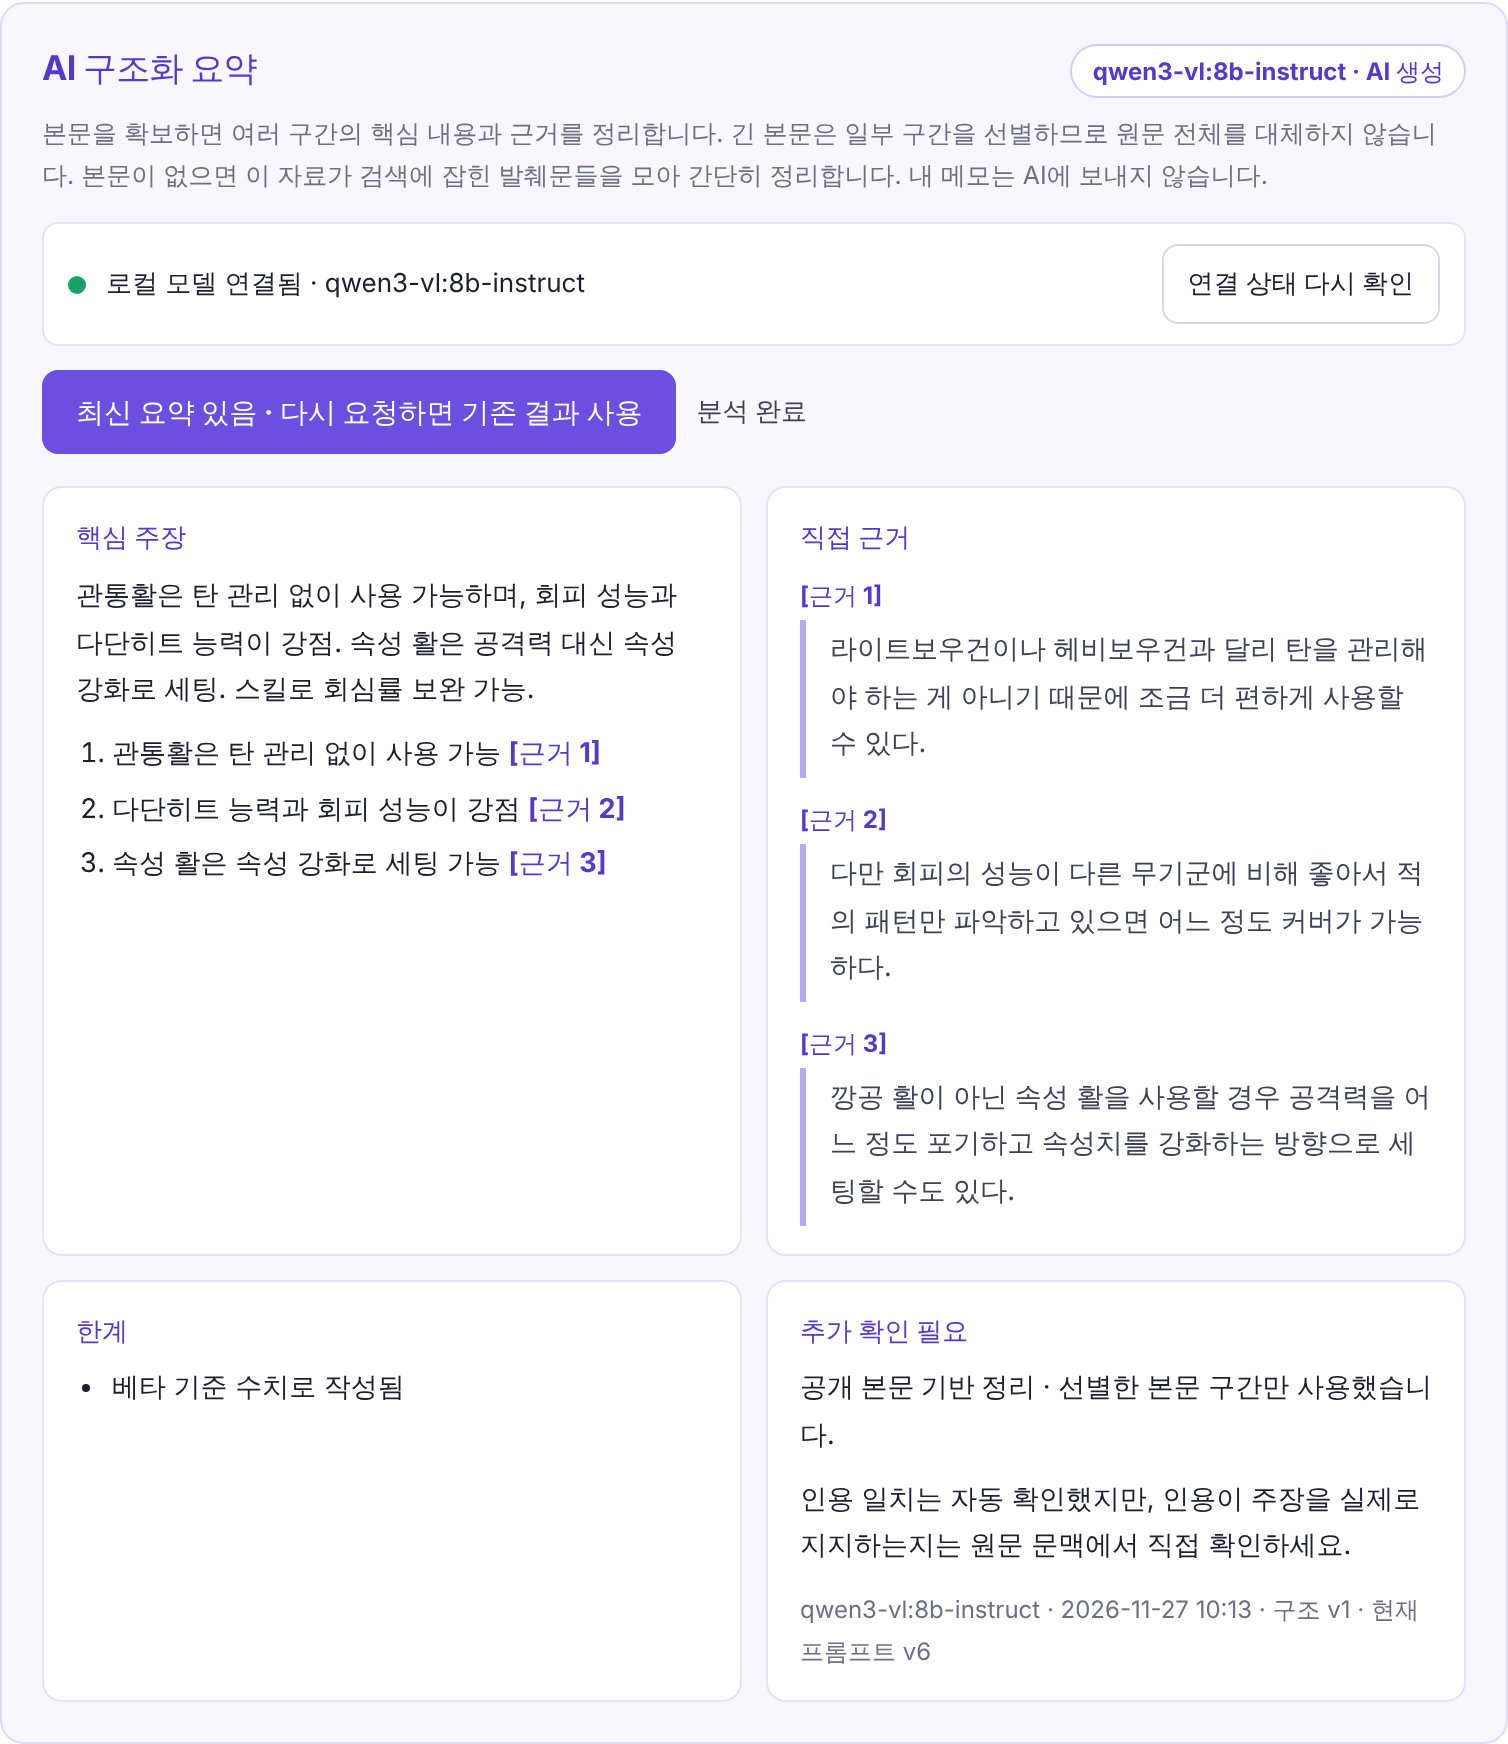 AI 구조화 요약
qwen3-vl:8b-instruct · AI 생성
본문을 확보하면 여러 구간의 핵심 내용과 근거를 정리합니다. 긴 본문은 일부 구간을 선별하므로 원문 전체를 대체하지 않습니
다. 본문이 없으면 이 자료가 검색에 잡힌 발췌문들을 모아 간단히 정리합니다. 내 메모는 AI에 보내지 않습니다.
로컬 모델 연결됨 · qwen3-vl:8b-instruct
연결 상태 다시 확인
최신 요약 있음 · 다시 요청하면 기존 결과 사용
분석 완료
핵심 주장
관통활은 탄 관리 없이 사용 가능하며, 회피 성능과
다단히트 능력이 강점. 속성 활은 공격력 대신 속성
강화로 세팅. 스킬로 회심률 보완 가능.
1. 관통활은 탄 관리 없이 사용 가능 [근거 1]
2. 다단히트 능력과 회피 성능이 강점 [근거 2]
3. 속성 활은 속성 강화로 세팅 가능 [근거 3]
직접 근거
[근거 1]
라이트보우건이나 헤비보우건과 달리 탄을 관리해
야 하는 게 아니기 때문에 조금 더 편하게 사용할
수 있다.
[근거 2]
다만 회피의 성능이 다른 무기군에 비해 좋아서 적
의 패턴만 파악하고 있으면 어느 정도 커버가 가능
하다.
[근거 3]
깡공 활이 아닌 속성 활을 사용할 경우 공격력을 어
느 정도 포기하고 속성치를 강화하는 방향으로 세
팅할 수도 있다.
한계
• 베타 기준 수치로 작성됨
추가 확인 필요
공개 본문 기반 정리 · 선별한 본문 구간만 사용했습니
다.
인용 일치는 자동 확인했지만, 인용이 주장을 실제로
지지하는지는 원문 문맥에서 직접 확인하세요.
qwen3-vl:8b-instruct · 2026-11-27 10:13 · 구조 v1 · 현재
프롬프트 v6